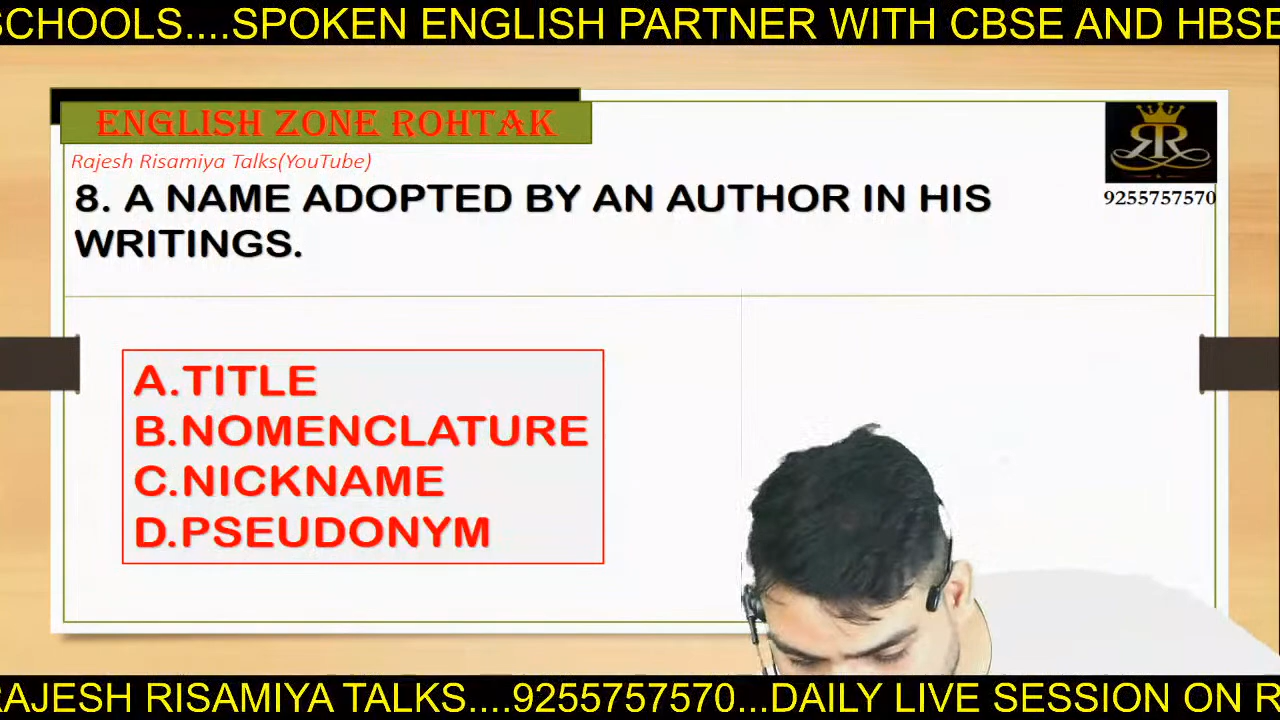 SCHOOLS....SPOKEN ENGLISH PARTNER WITH CBSE AND HBSE
ENGLISH ZONE ROHTAK
Rajesh Risamiya Talks(YouTube)
RR
9255757570
8. A NAME ADOPTED BY AN AUTHOR IN HIS
WRITINGS.
A.TITLE
B.NOMENCLATURE
C.NICKNAME
D.PSEUDONYM
RAJESH RISAMIYA TALKS....9255757570...DAILY LIVE SESSION ON R